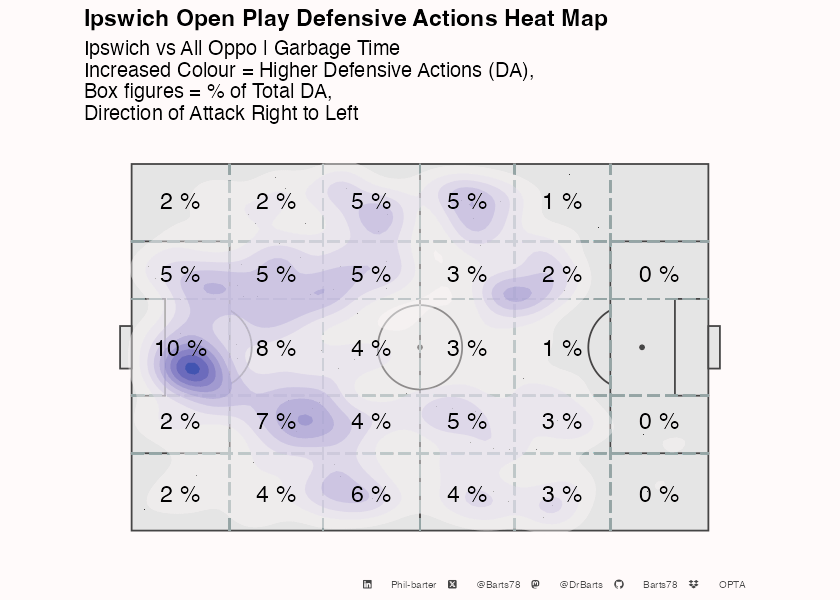 Ipswich Open Play Defensive Actions Heat Map
Ipswich vs All Oppo | Garbage Time
Increased Colour = Higher Defensive Actions (DA),
Box figures = % of Total DA,
Direction of Attack Right to Left
2 % 2 % 5 % 5 % 1 %
5 % 5 % 5 % 3 % 2 % 0 %
10 % 8 % 4 % 3 % 1 %
2 % 7 % 4 % 5 % 3 % 0 %
2 % 4 % 6 % 4 % 3 % 0 %
Phil-barter @Barts78 @DrBarts Barts78 OPTA